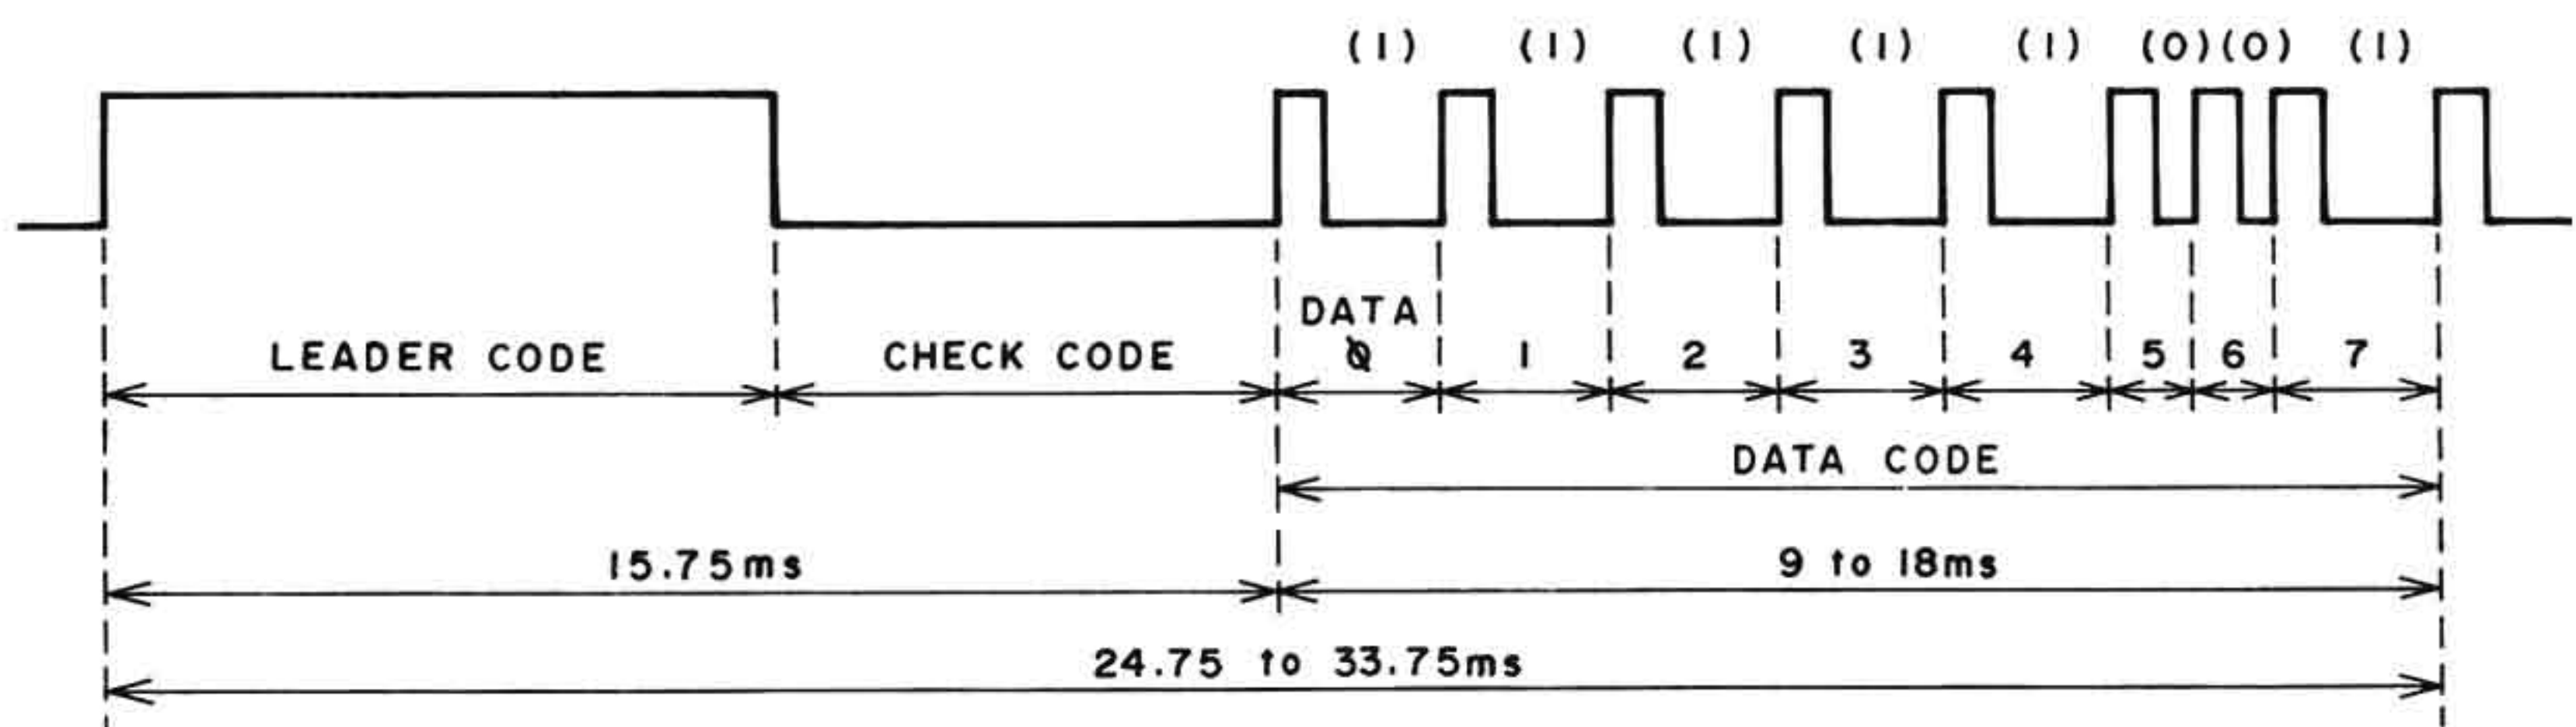 (1) (1) (1) (1) (1) (0) (0) (1)
DATA
LEADER CODE CHECK CODE 0 1 2 3 4 5 6 7
DATA CODE
15.75ms 9 to 18ms
24.75 to 33.75ms